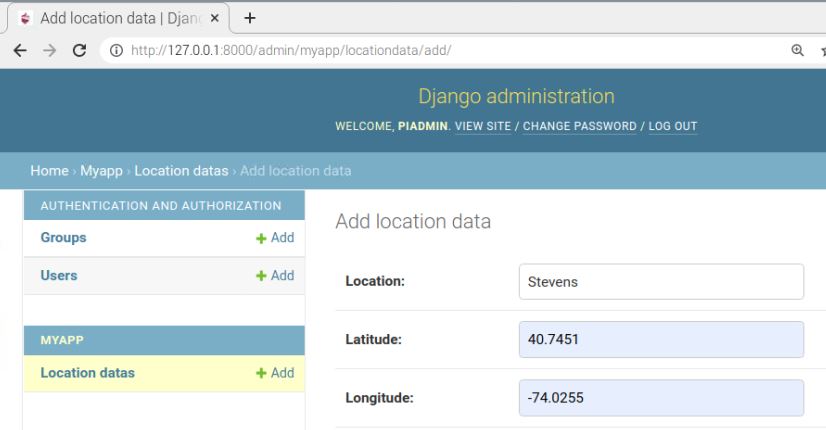 Add location data | Djan
http://127.0.0.1:8000/admin/myapp/locationdata/add/
Django administration
WELCOME, PIADMIN. VIEW SITE / CHANGE PASSWORD / LOG OUT
Home › Myapp › Location datas › Add location data
AUTHENTICATION AND AUTHORIZATION
Groups + Add
Users + Add
MYAPP
Location datas + Add
Add location data
Location: Stevens
Latitude: 40.7451
Longitude: -74.0255